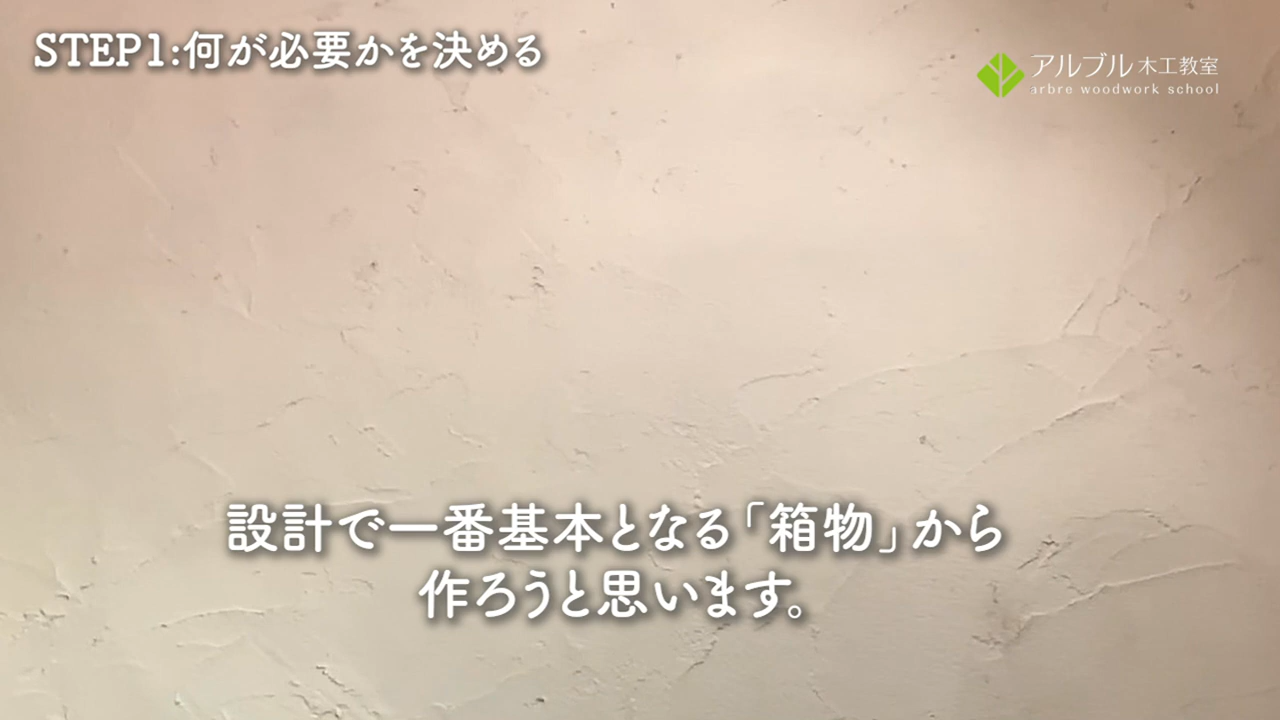 STEP1:何が必要かを決める
アルブル木工教室
arbre woodwork school
設計で一番基本となる「箱物」から
作ろうと思います。